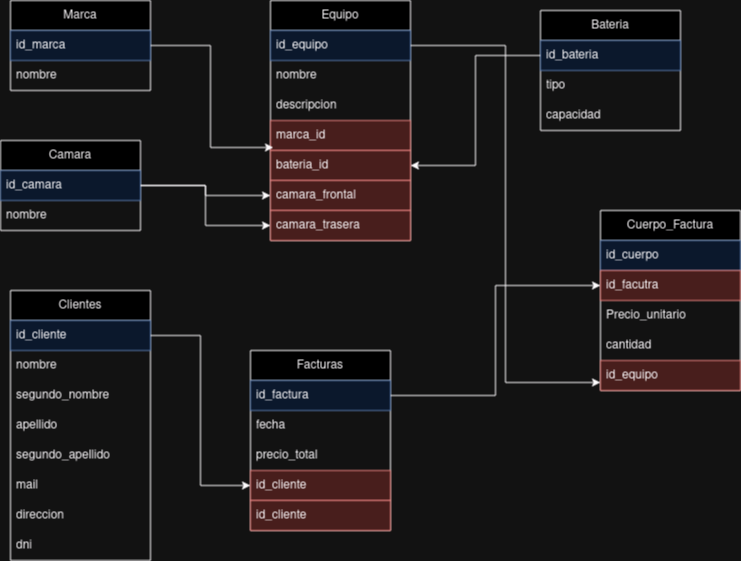 Marca
id_marca
nombre
Equipo
id_equipo
nombre
descripcion
marca_id
bateria_id
camara_frontal
camara_trasera
Bateria
id_bateria
tipo
capacidad
Camara
id_camara
nombre
Cuerpo_Factura
id_cuerpo
id_facutra
Precio_unitario
cantidad
id_equipo
Clientes
id_cliente
nombre
segundo_nombre
apellido
segundo_apellido
mail
direccion
dni
Facturas
id_factura
fecha
precio_total
id_cliente
id_cliente